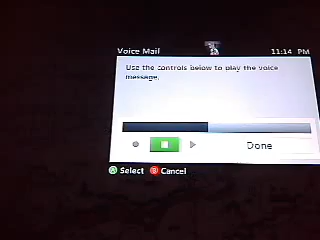 Voice Mail 11:14 PM
Use the controls below to play the voice
message.
Done
A Select B Cancel